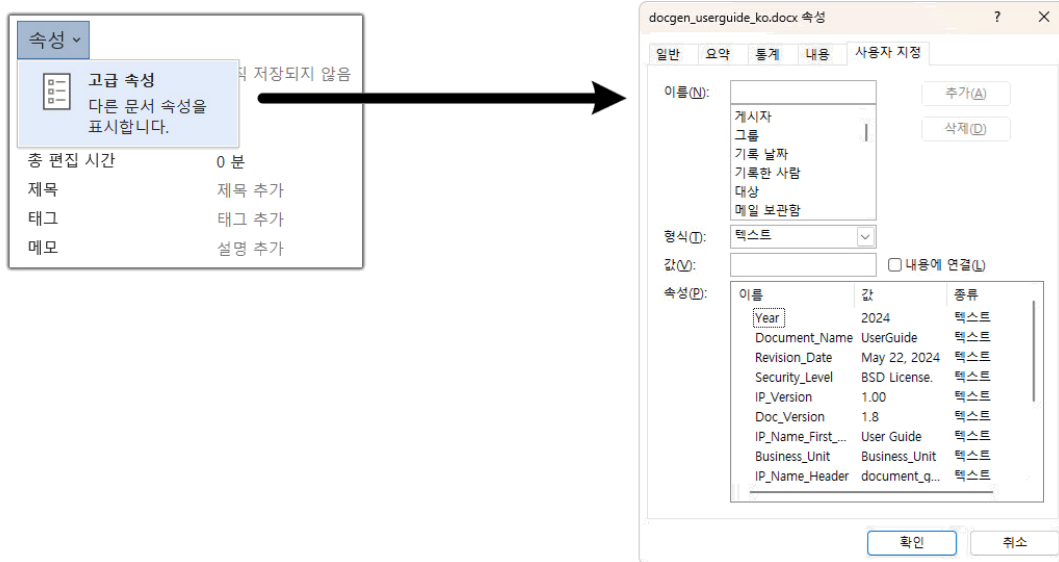 속성
고급 속성
다른 문서 속성을
표시합니다.
저장되지 않음
총 편집 시간 0 분
제목 제목 추가
태그 태그 추가
메모 설명 추가
docgen_userguide_ko.docx 속성 ? ×
일반 요약 통계 내용 사용자 지정
이름(N): 추가(A)
게시자
그룹 삭제(D)
기록 날짜
기록한 사람
대상
메일 보관함
형식(T): 텍스트
값(V): 내용에 연결(L)
속성(P): 이름 값 종류
Year 2024 텍스트
Document_Name UserGuide 텍스트
Revision_Date May 22, 2024 텍스트
Security_Level BSD License. 텍스트
IP_Version 1.00 텍스트
Doc_Version 1.8 텍스트
IP_Name_First_... User Guide 텍스트
Business_Unit Business_Unit 텍스트
IP_Name_Header document_g... 텍스트
확인 취소